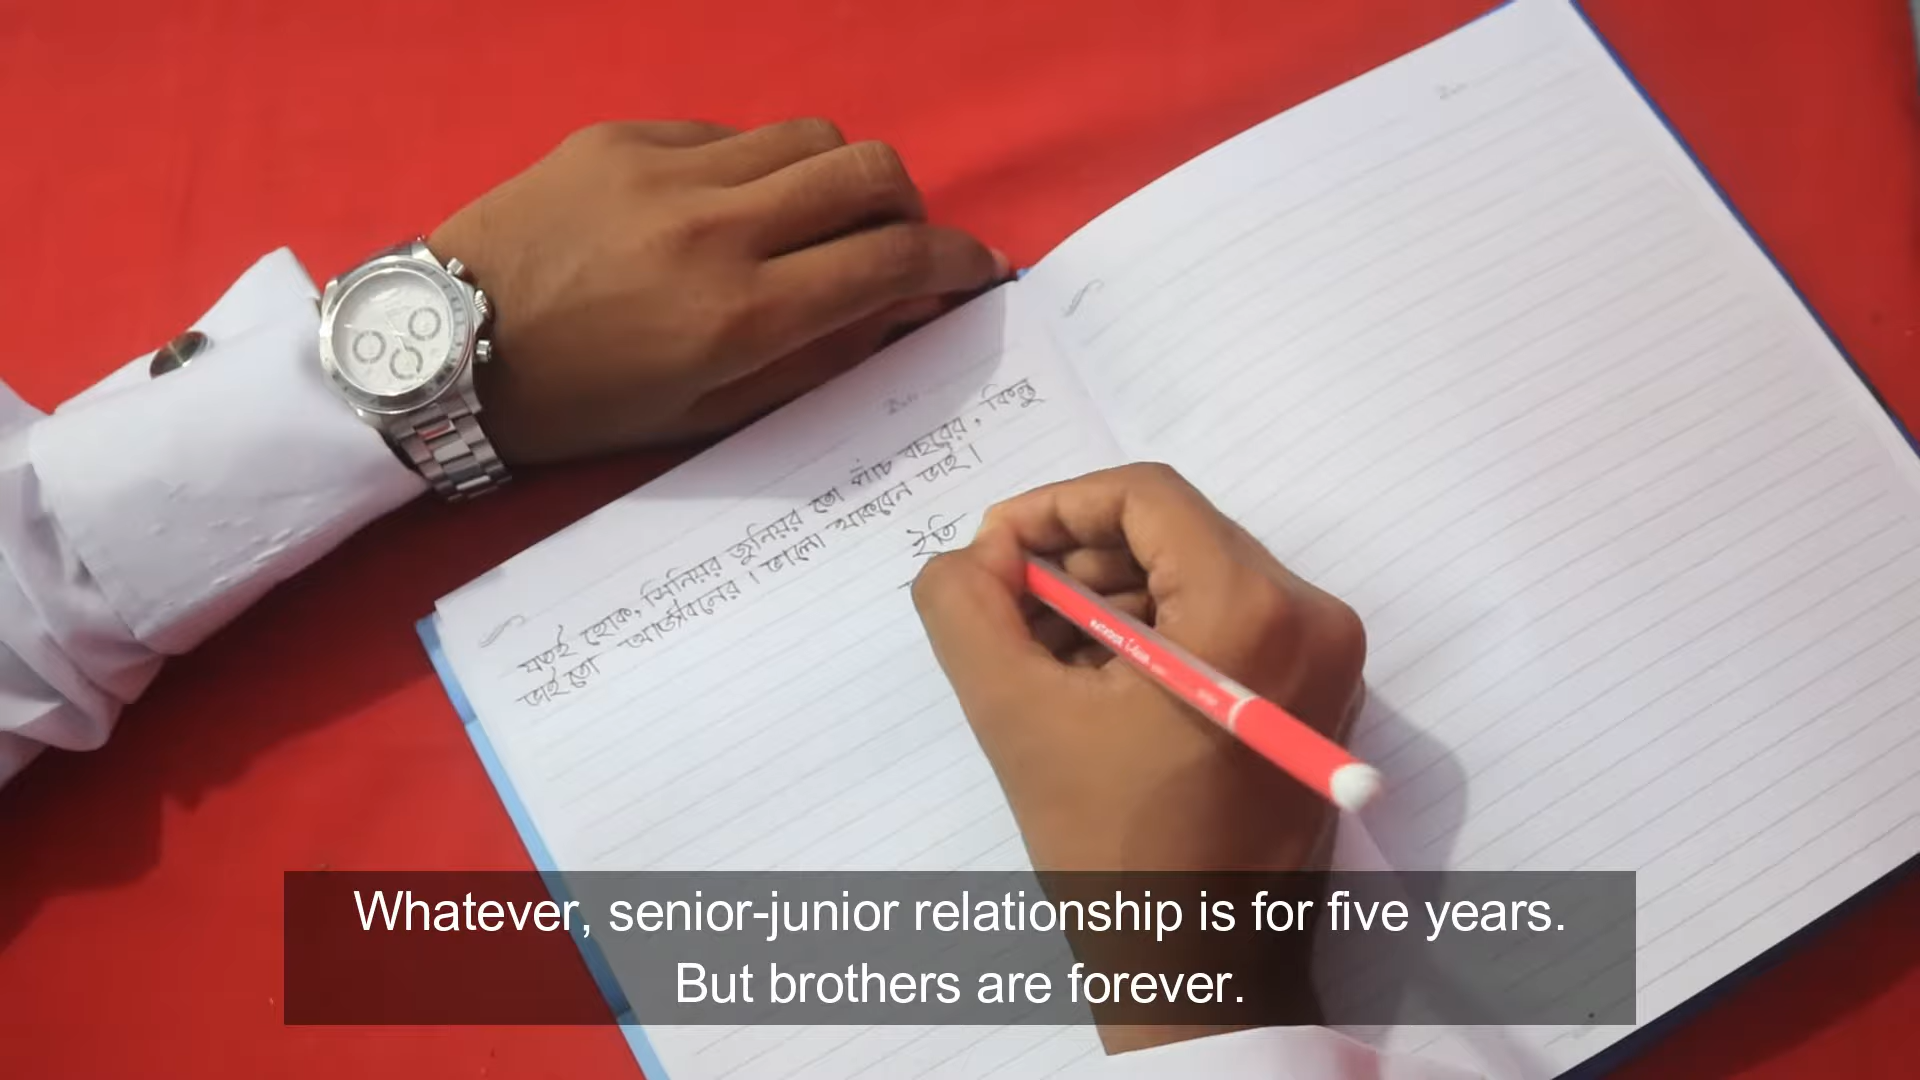 যতই হোক, সিনিয়র জুনিয়র তো পাঁচ বছরের, কিন্তু
ভাই তো আজীবনের। ভালো থাকবেন ভাই।
ইতি
Whatever, senior-junior relationship is for five years.
But brothers are forever.